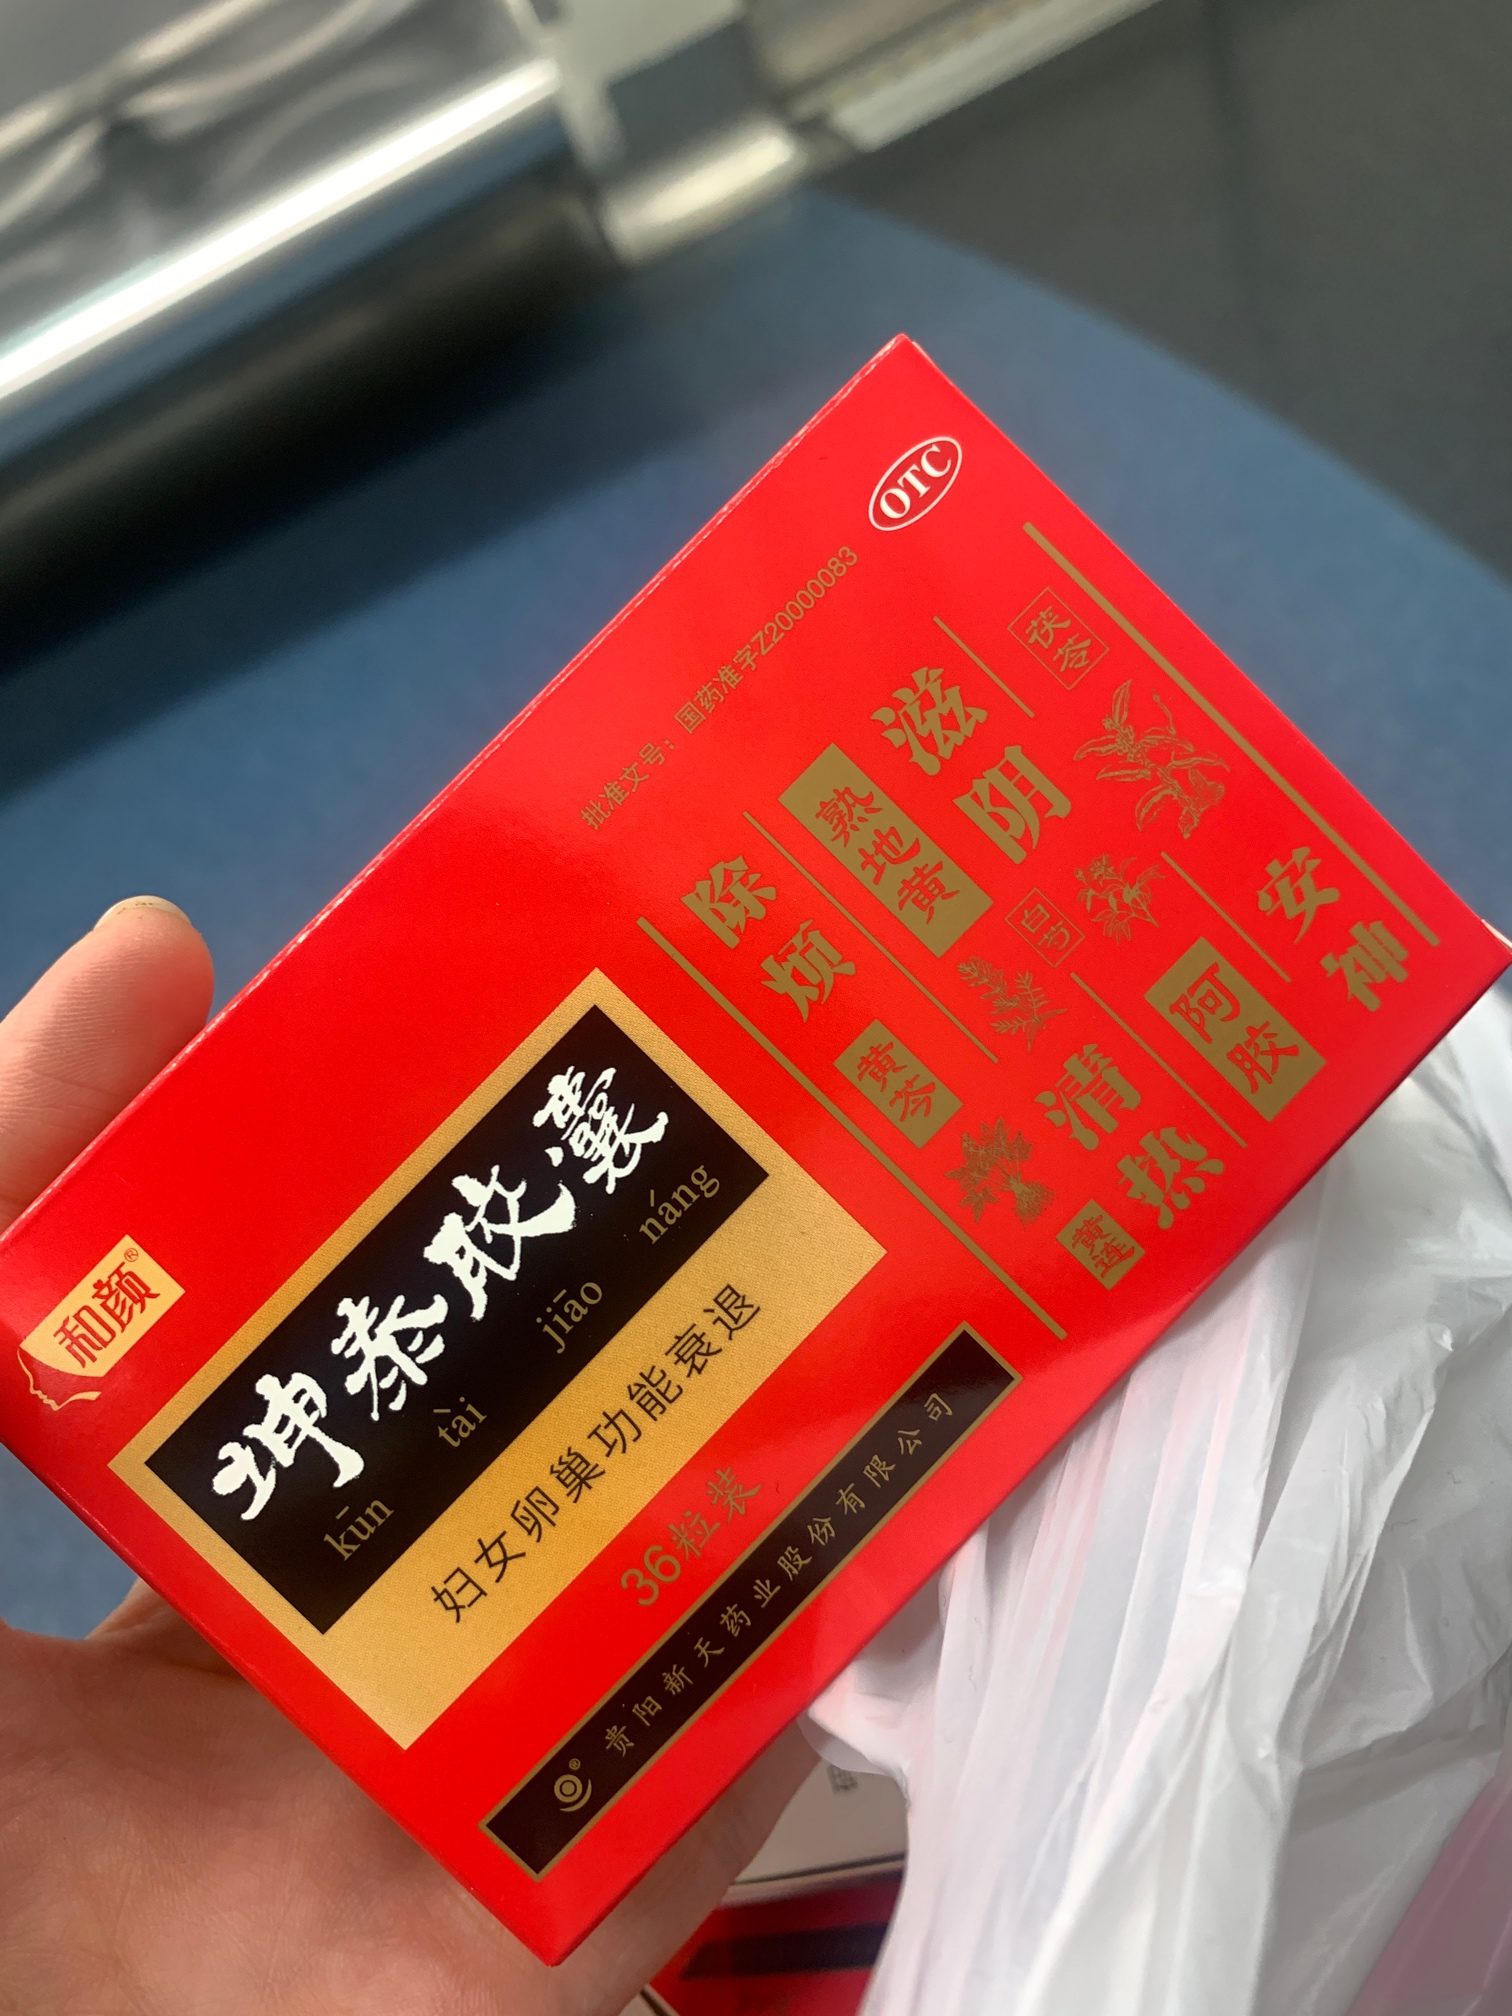 和颜®
坤泰胶囊
kūn tài jiāo náng
妇女卵巢功能衰退
36粒装
贵阳新天药业股份有限公司
批准文号：国药准字Z20000083
OTC
除烦
熟地黄
滋阴
茯苓
黄芩
白芍
清热
黄连
阿胶
安神